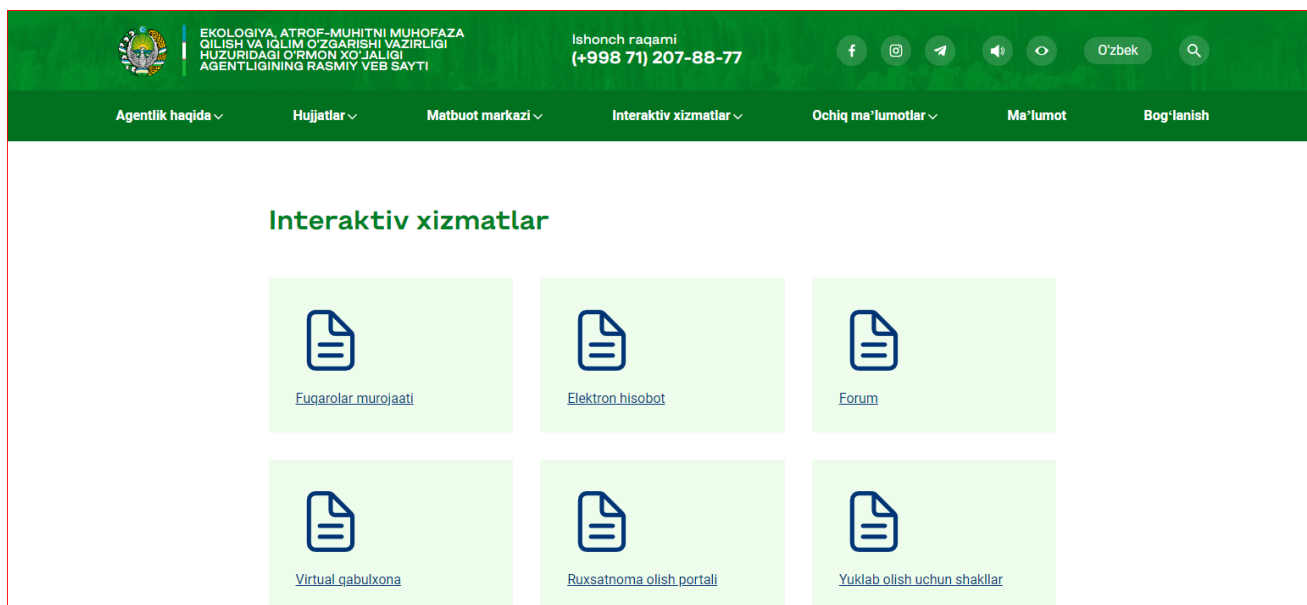 EKOLOGIYA, ATROF-MUHITNI MUHOFAZA
QILISH VA IQLIM O'ZGARISHI VAZIRLIGI
HUZURIDAGI O'RMON XO'JALIGI
AGENTLIGINING RASMIY VEB SAYTI
Ishonch raqami
(+998 71) 207-88-77
O'zbek
Agentlik haqida
Hujjatlar
Matbuot markazi
Interaktiv xizmatlar
Ochiq ma’lumotlar
Ma’lumot
Bog‘lanish
Interaktiv xizmatlar
Fuqarolar murojaati
Elektron hisobot
Forum
Virtual qabulxona
Ruxsatnoma olish portali
Yuklab olish uchun shakllar